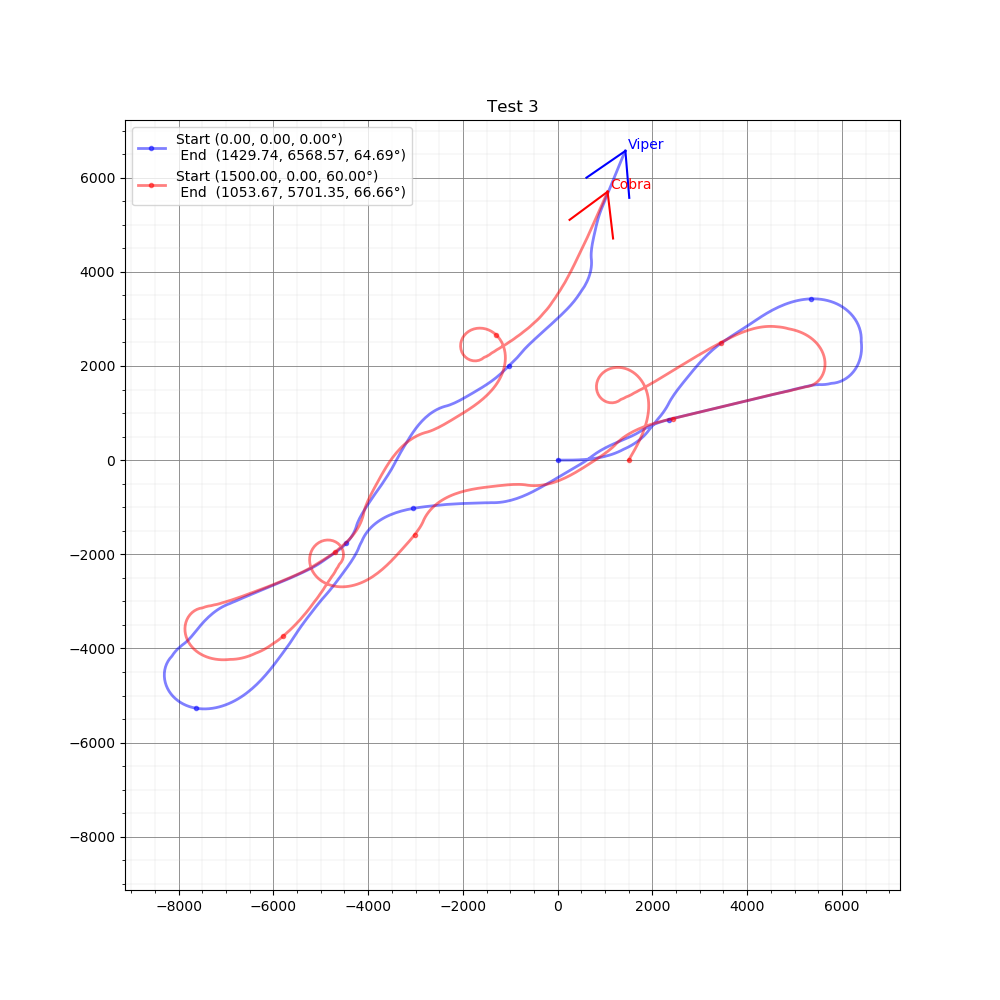 Test 3
Start (0.00, 0.00, 0.00°)
End  (1429.74, 6568.57, 64.69°)
Start (1500.00, 0.00, 60.00°)
End  (1053.67, 5701.35, 66.66°)
Viper
Cobra
6000
4000
2000
0
−2000
−4000
−6000
−8000
−8000 −6000 −4000 −2000 0 2000 4000 6000